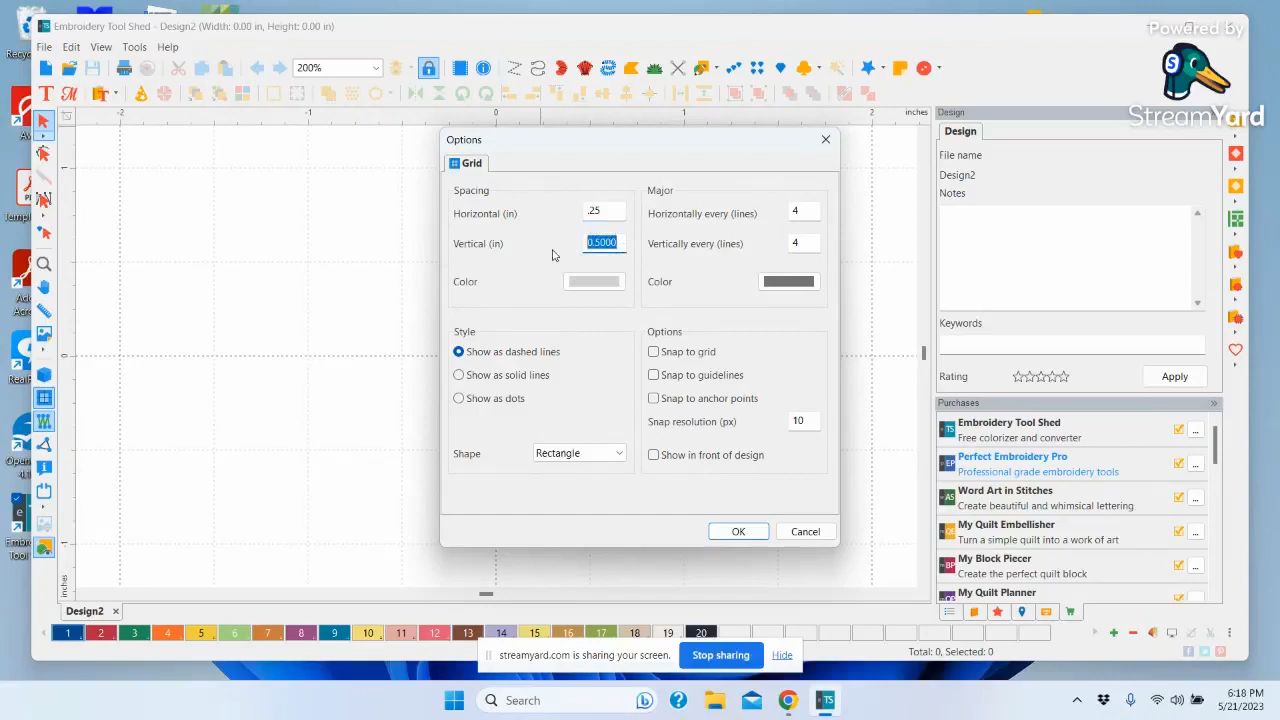 Embroidery Tool Shed - Design2 (Width: 0.00 in, Height: 0.00 in)
Powered by
StreamYard
File Edit View Tools Help
200%
-2 -1 0 1 2 inches
Options
Grid
Spacing
Horizontal (in) .25
Vertical (in) 0.5000
Color
Major
Horizontally every (lines) 4
Vertically every (lines) 4
Color
Style
Show as dashed lines
Show as solid lines
Show as dots
Shape Rectangle
Options
Snap to grid
Snap to guidelines
Snap to anchor points
Snap resolution (px) 10
Show in front of design
OK Cancel
Design
Design
File name
Design2
Notes
Keywords
Rating Apply
Purchases
Embroidery Tool Shed ...
Free colorizer and converter
Perfect Embroidery Pro ...
Professional grade embroidery tools
Word Art in Stitches ...
Create beautiful and whimsical lettering
My Quilt Embellisher ...
Turn a simple quilt into a work of art
My Block Piecer ...
Create the perfect quilt block
My Quilt Planner
1
0
1
inches
Design2
1 2 3 4 5 6 7 8 9 10 11 12 13 14 15 16 17 18 19 20
Total: 0, Selected: 0
streamyard.com is sharing your screen. Stop sharing Hide
Search
6:18 PM
5/21/2023